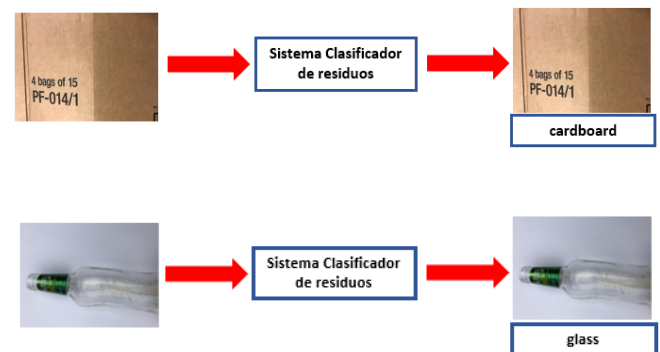 4 bags of 15
PF-014/1
Sistema Clasificador
de residuos
4 bags of 15
PF-014/1
cardboard
Sistema Clasificador
de residuos
glass